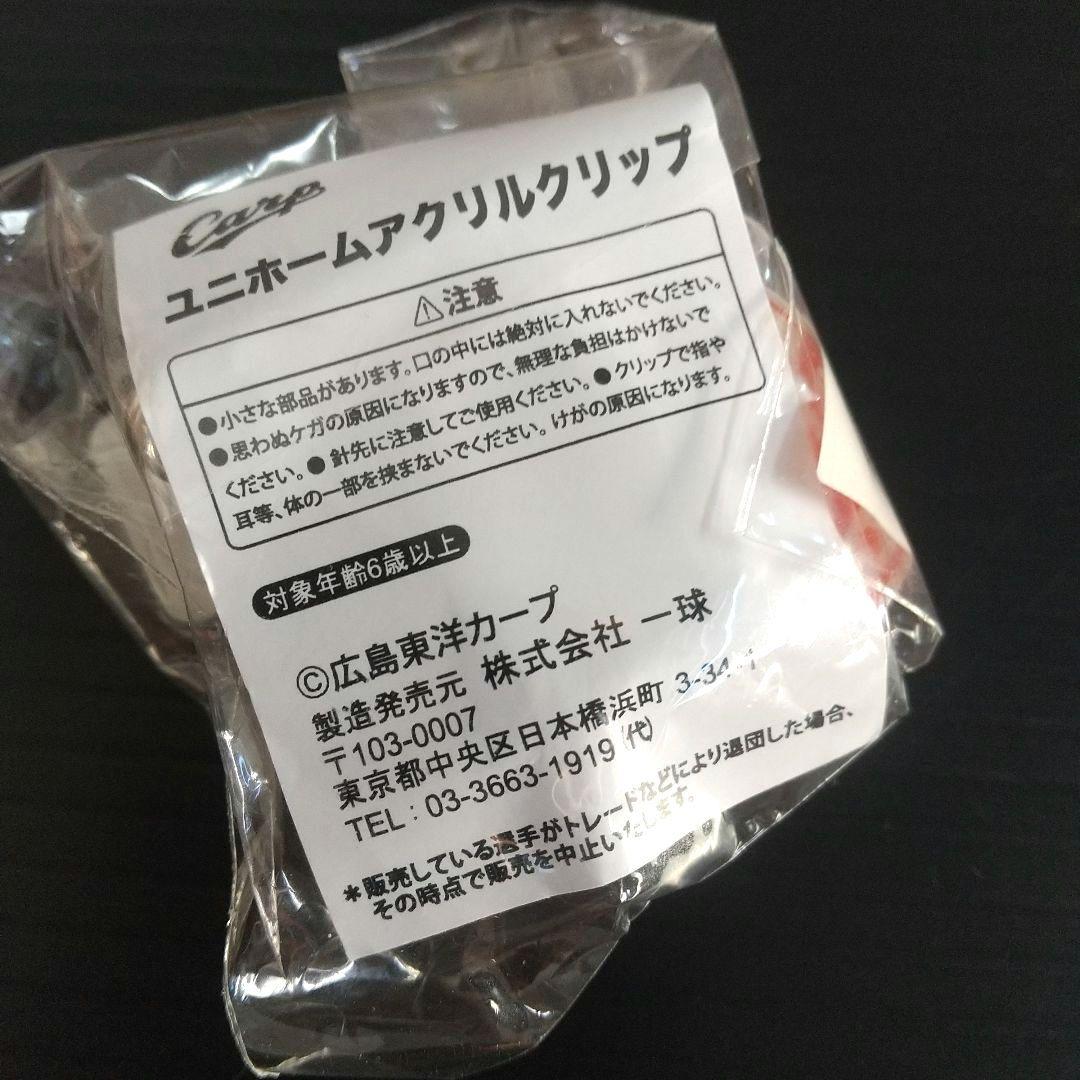 Carp
ユニホームアクリルクリップ
⚠注意
●小さな部品があります。口の中には絶対に入れないでください。
●思わぬケガの原因になりますので、無理な負担はかけないで
ください。●針先に注意してご使用ください。●クリップで指や
耳等、体の一部を挟まないでください。けがの原因になります。
対象年齢6歳以上
©広島東洋カープ
製造発売元 株式会社 一球
〒103-0007
東京都中央区日本橋浜町 3-34
TEL：03-3663-1919(代)
＊販売している選手がトレードなどにより退団した場合、
その時点で販売を中止いたします。